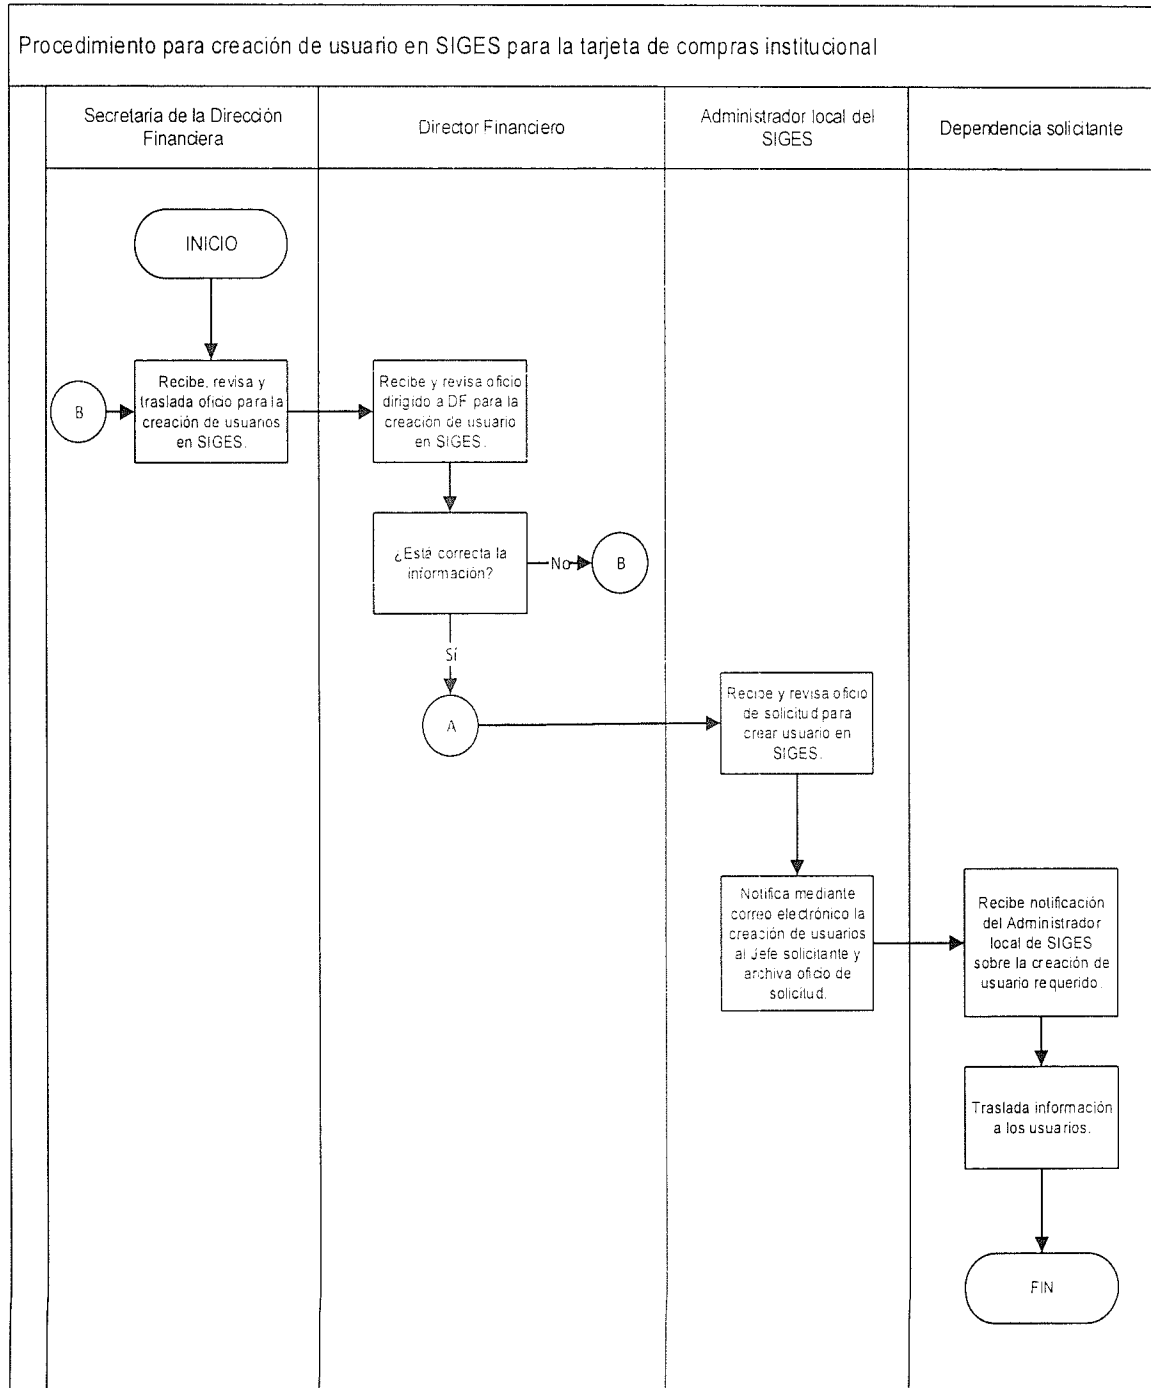 Procedimiento para creación de usuario en SIGES para la tarjeta de compras institucional
Secretaria de la Dirección
Financiera
Director Financiero
Administrador local del
SIGES
Dependencia solicitante
INICIO
B
Recibe, revisa y
traslada oficio para la
creación de usuarios
en SIGES.
Recibe y revisa oficio
dirigido a DF para la
creación de usuario
en SIGES.
¿Está correcta la
información?
No
B
Sí
A
Recibe y revisa oficio
de solicitud para
crear usuario en
SIGES.
Notifica mediante
correo electrónico la
creación de usuarios
al Jefe solicitante y
archiva oficio de
solicitud.
Recibe notificación
del Administrador
local de SIGES
sobre la creación de
usuario requerido.
Traslada información
a los usuarios.
FIN